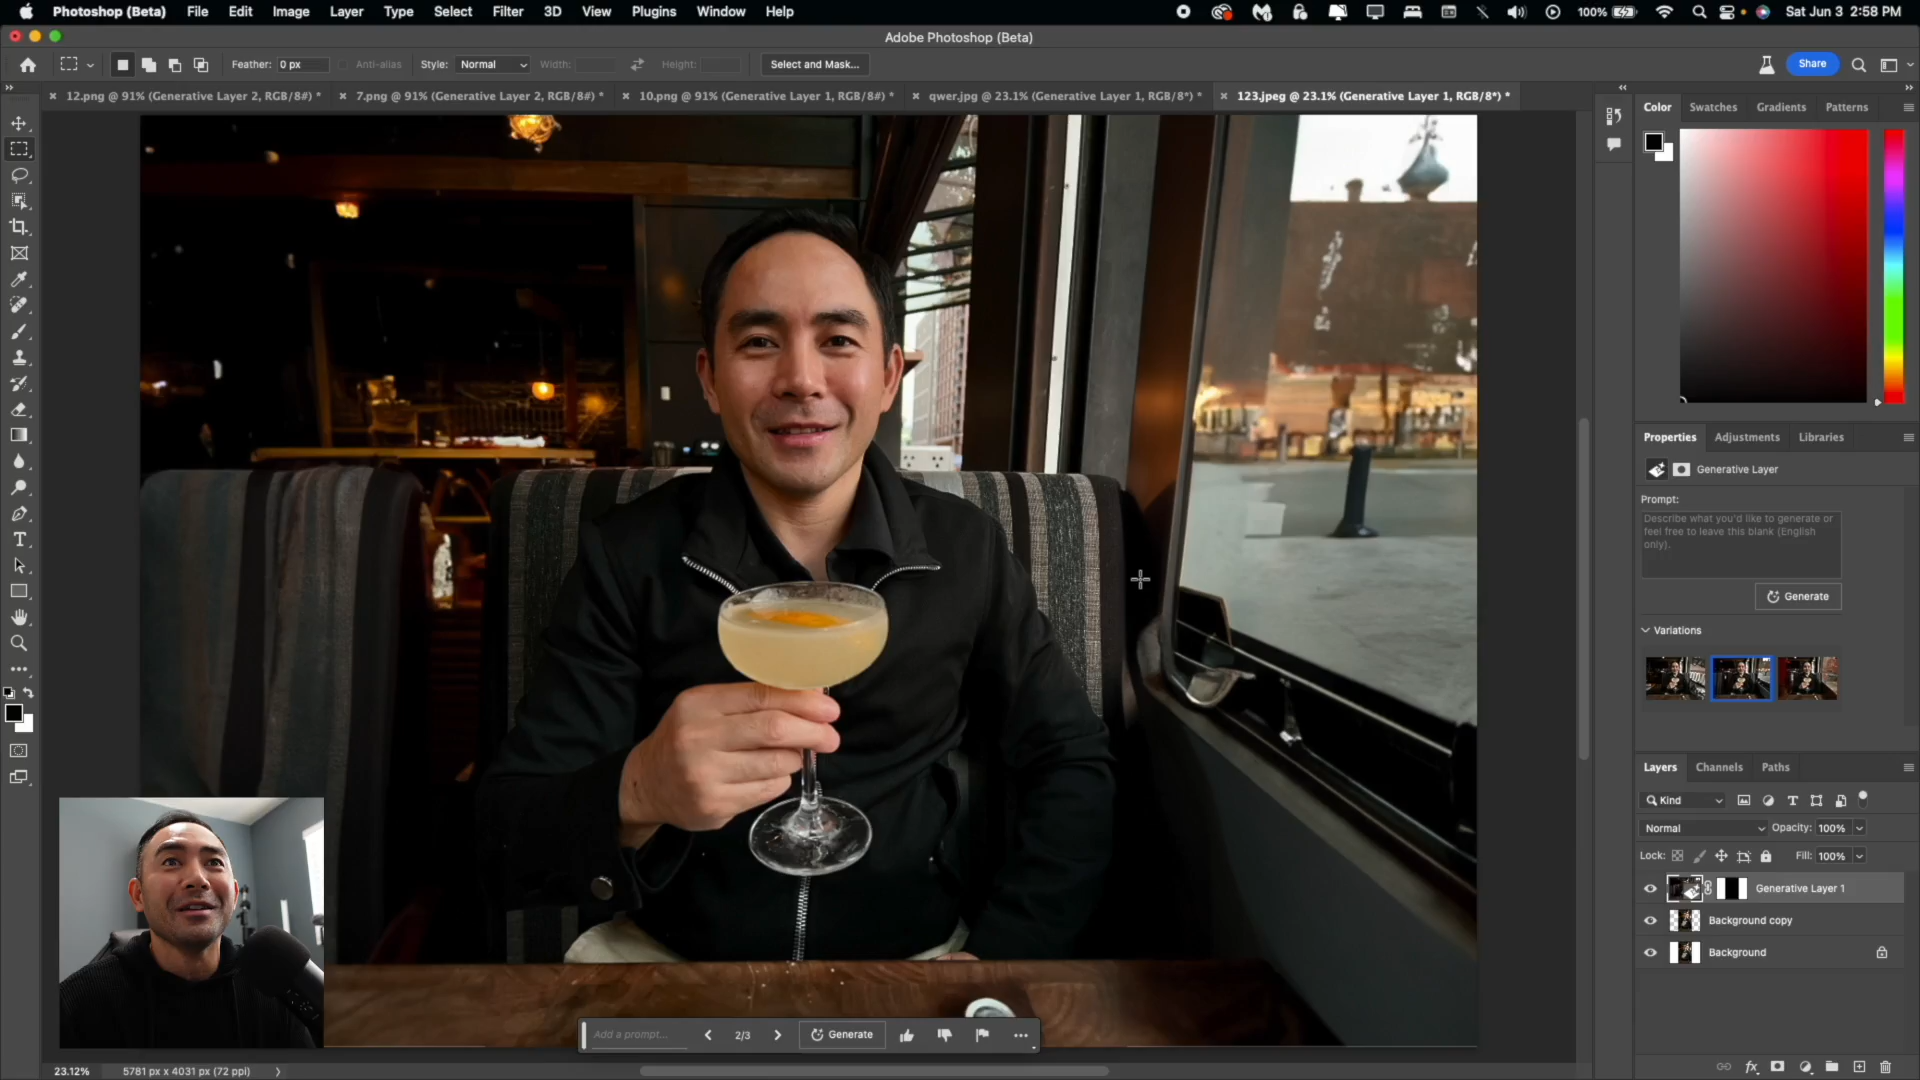 Photoshop (Beta) File Edit Image Layer Type Select Filter 3D View Plugins Window Help
100% Sat Jun 3 2:58 PM
Adobe Photoshop (Beta)
Feather: 0 px Anti-alias Style: Normal Width: Height: Select and Mask... Share
12.png @ 91% (Generative Layer 2, RGB/8#) * 7.png @ 91% (Generative Layer 2, RGB/8#) * 10.png @ 91% (Generative Layer 1, RGB/8#) * qwer.jpg @ 23.1% (Generative Layer 1, RGB/8*) * 123.jpeg @ 23.1% (Generative Layer 1, RGB/8*) *
Color Swatches Gradients Patterns
Properties Adjustments Libraries
Generative Layer
Prompt:
Describe what you'd like to generate or
feel free to leave this blank (English
only).
Generate
Variations
Layers Channels Paths
Kind
Normal Opacity: 100%
Lock: Fill: 100%
Generative Layer 1
Background copy
Background
Add a prompt... 2/3 Generate
23.12% 5781 px x 4031 px (72 ppi)
fx